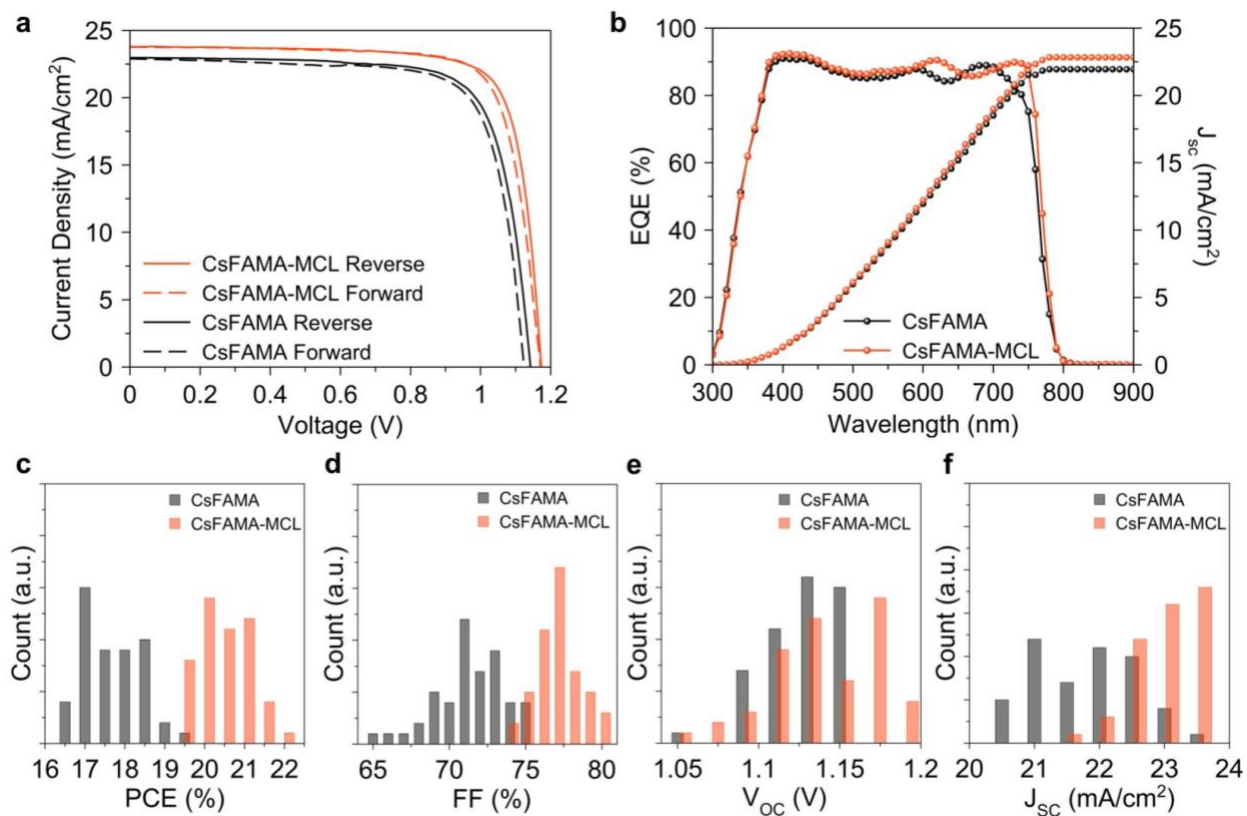 a
25
20
15
10
5
0
Current Density (mA/cm²)
CsFAMA-MCL Reverse
CsFAMA-MCL Forward
CsFAMA Reverse
CsFAMA Forward
0 0.2 0.4 0.6 0.8 1 1.2
Voltage (V)
b
100
80
60
40
20
0
EQE (%)
25
20
15
10
5
0
Jsc (mA/cm²)
CsFAMA
CsFAMA-MCL
300 400 500 600 700 800 900
Wavelength (nm)
c
CsFAMA
CsFAMA-MCL
Count (a.u.)
16 17 18 19 20 21 22
PCE (%)
d
CsFAMA
CsFAMA-MCL
Count (a.u.)
65 70 75 80
FF (%)
e
CsFAMA
CsFAMA-MCL
Count (a.u.)
1.05 1.1 1.15 1.2
VOC (V)
f
CsFAMA
CsFAMA-MCL
Count (a.u.)
20 21 22 23 24
JSC (mA/cm²)